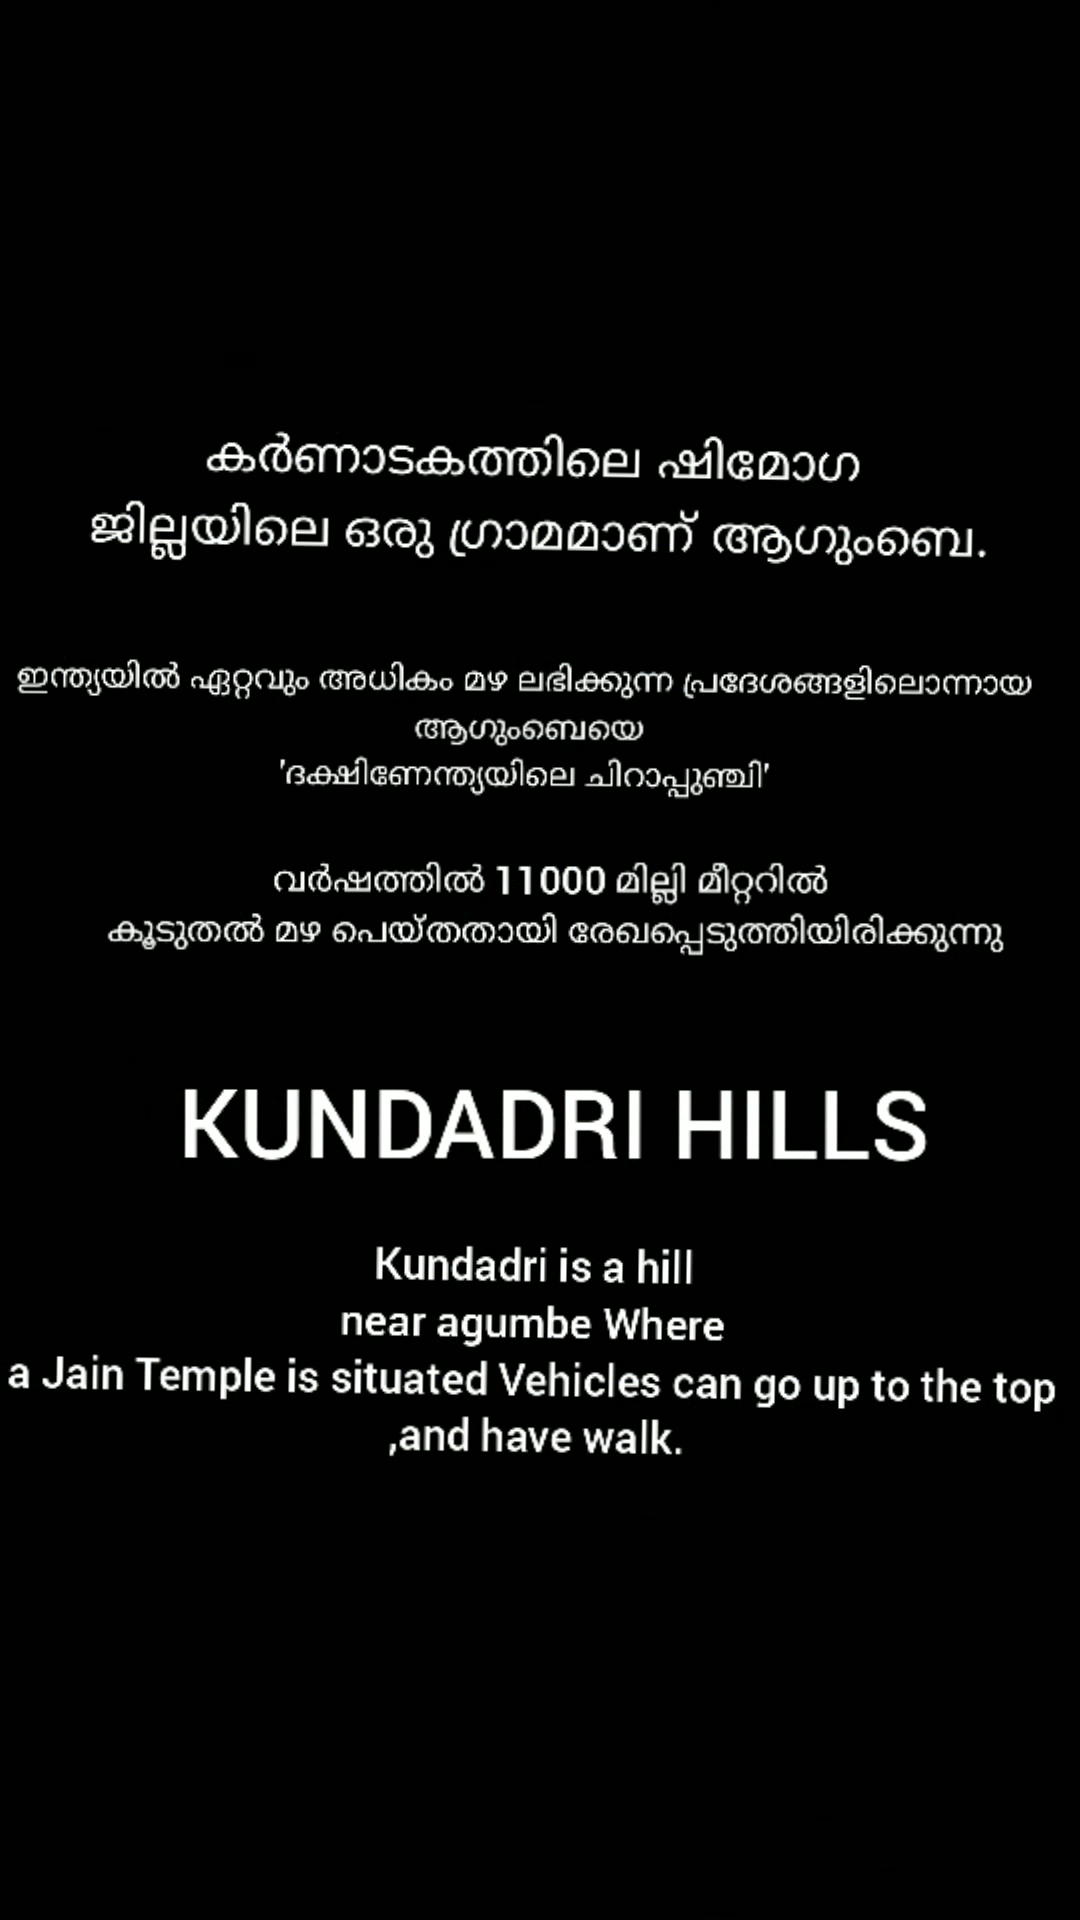 കർണാടകത്തിലെ ഷിമോഗ
ജില്ലയിലെ ഒരു ഗ്രാമമാണ് ആഗുംബെ.
ഇന്ത്യയിൽ ഏറ്റവും അധികം മഴ ലഭിക്കുന്ന പ്രദേശങ്ങളിലൊന്നായ
ആഗുംബെയെ
'ദക്ഷിണേന്ത്യയിലെ ചിറാപ്പുഞ്ചി'
വർഷത്തിൽ 11000 മില്ലി മീറ്ററിൽ
കൂടുതൽ മഴ പെയ്തതായി രേഖപ്പെടുത്തിയിരിക്കുന്നു
KUNDADRI HILLS
Kundadri is a hill
near agumbe Where
a Jain Temple is situated Vehicles can go up to the top
,and have walk.